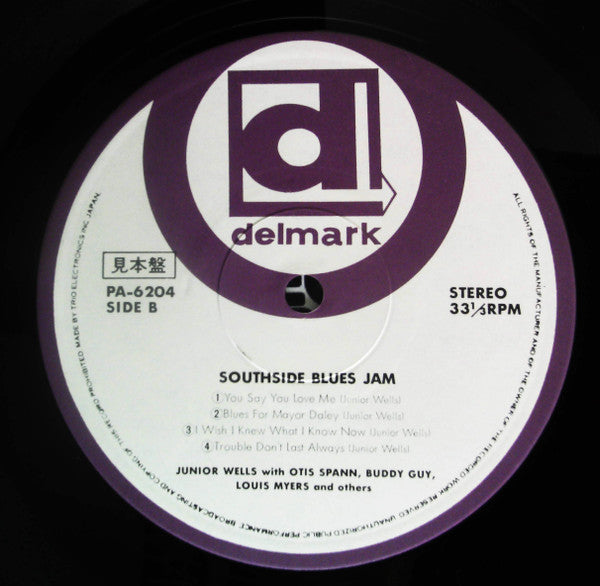 d
delmark
見本盤
PA-6204
SIDE B
STEREO
33⅓RPM
SOUTHSIDE BLUES JAM
① You Say You Love Me (Junior Wells)
② Blues For Mayor Daley (Junior Wells)
③ I Wish I Knew What I Know Now (Junior Wells)
④ Trouble Don't Last Always (Junior Wells)
JUNIOR WELLS with OTIS SPANN, BUDDY GUY,
LOUIS MYERS and others
ALL RIGHTS OF THE MANUFACTURER AND OF THE OWNER OF THE RECORDED WORK RESERVED. UNAUTHORIZED PUBLIC PERFORMANCE BROADCASTING AND COPYING OF THIS RECORD PROHIBITED MADE BY TRIO ELECTRONICS INC JAPAN.